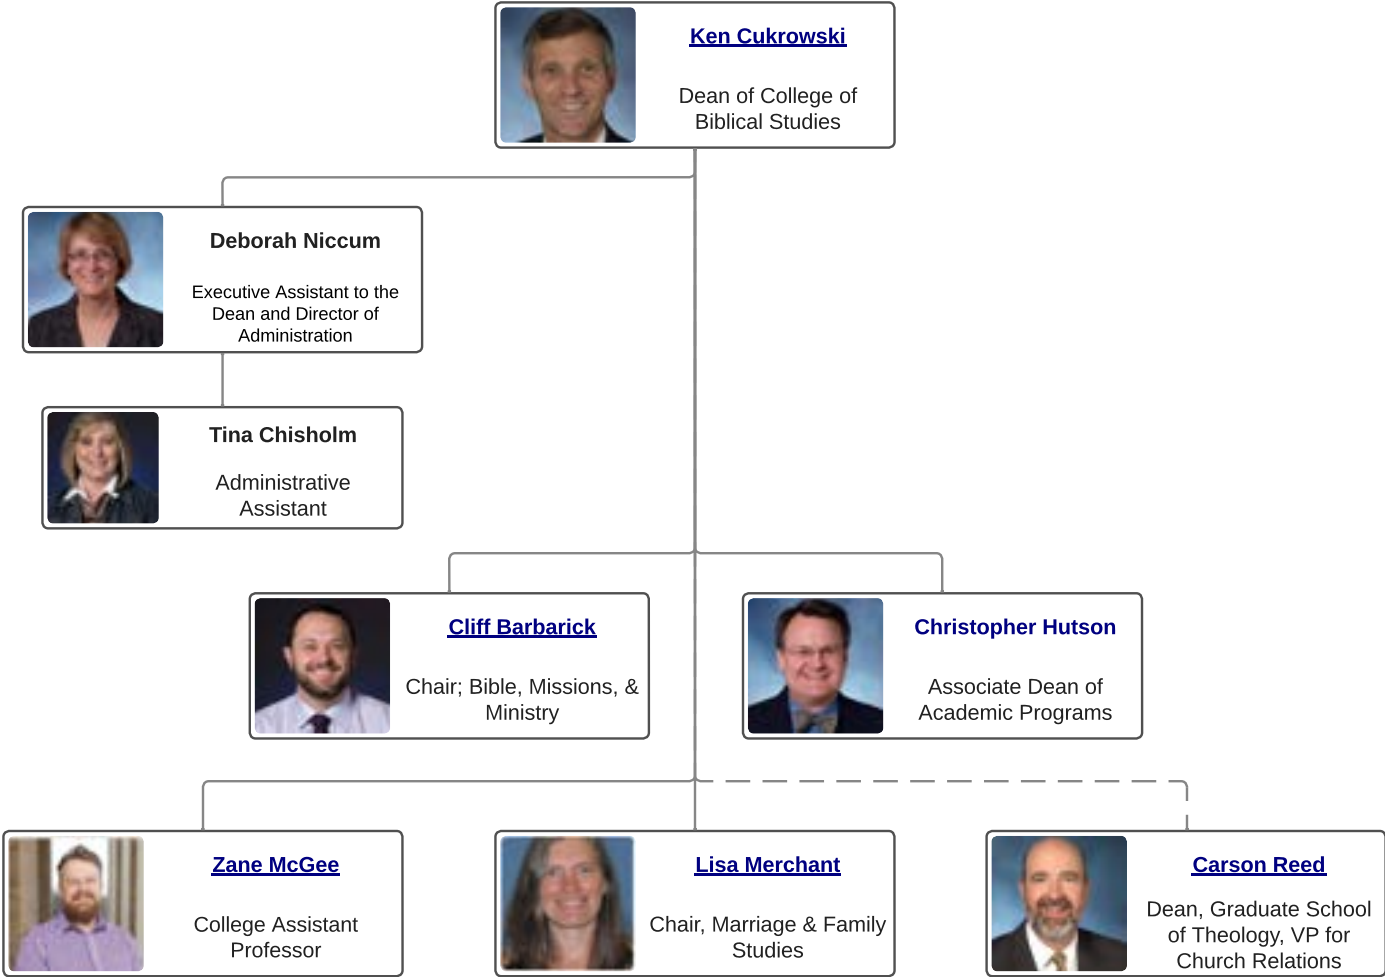 Ken Cukrowski
Dean of College of
Biblical Studies
Deborah Niccum
Executive Assistant to the
Dean and Director of
Administration
Tina Chisholm
Administrative
Assistant
Cliff Barbarick
Chair; Bible, Missions, &
Ministry
Christopher Hutson
Associate Dean of
Academic Programs
Zane McGee
College Assistant
Professor
Lisa Merchant
Chair, Marriage & Family
Studies
Carson Reed
Dean, Graduate School
of Theology, VP for
Church Relations